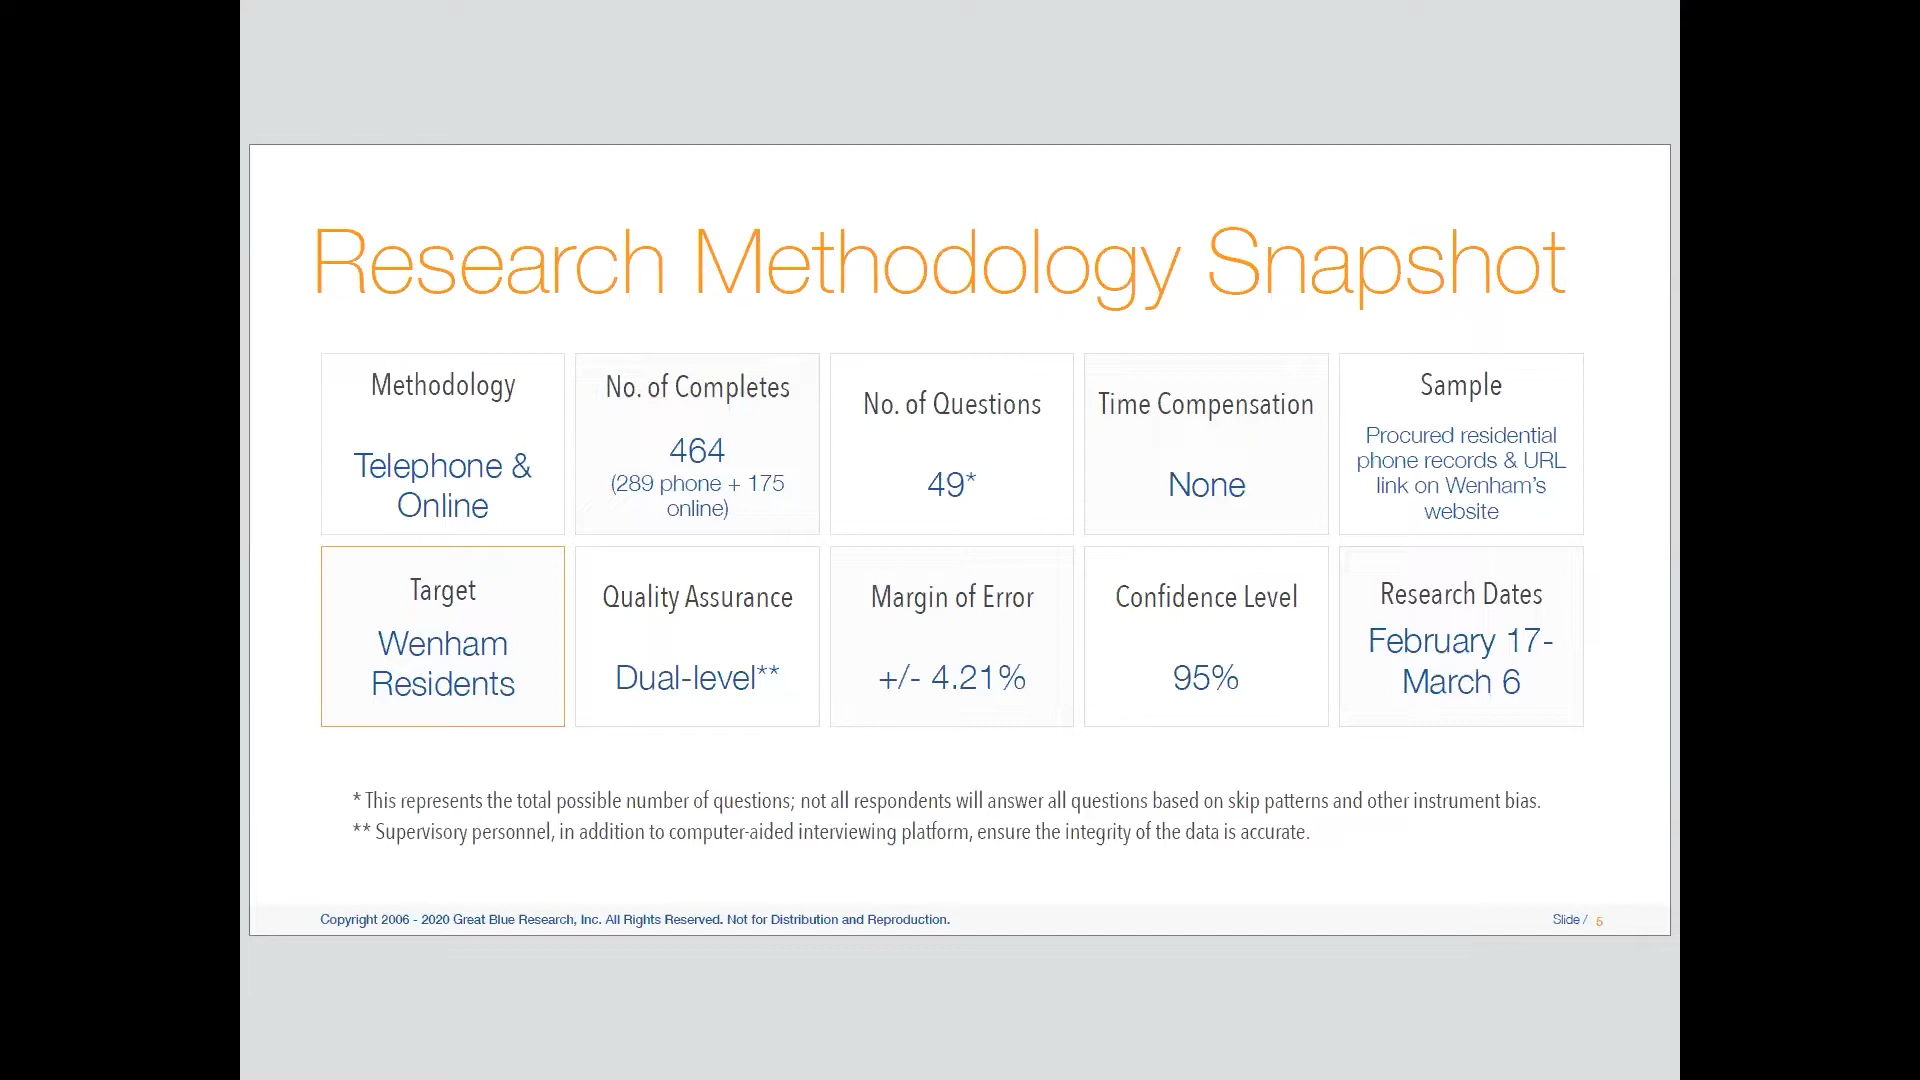 Research Methodology Snapshot
Methodology
Telephone &
Online
No. of Completes
464
(289 phone + 175
online)
No. of Questions
49*
Time Compensation
None
Sample
Procured residential
phone records & URL
link on Wenham's
website
Target
Wenham
Residents
Quality Assurance
Dual-level**
Margin of Error
+/- 4.21%
Confidence Level
95%
Research Dates
February 17-
March 6
* This represents the total possible number of questions; not all respondents will answer all questions based on skip patterns and other instrument bias.
** Supervisory personnel, in addition to computer-aided interviewing platform, ensure the integrity of the data is accurate.
Copyright 2006 - 2020 Great Blue Research, Inc. All Rights Reserved. Not for Distribution and Reproduction.
Slide / 5